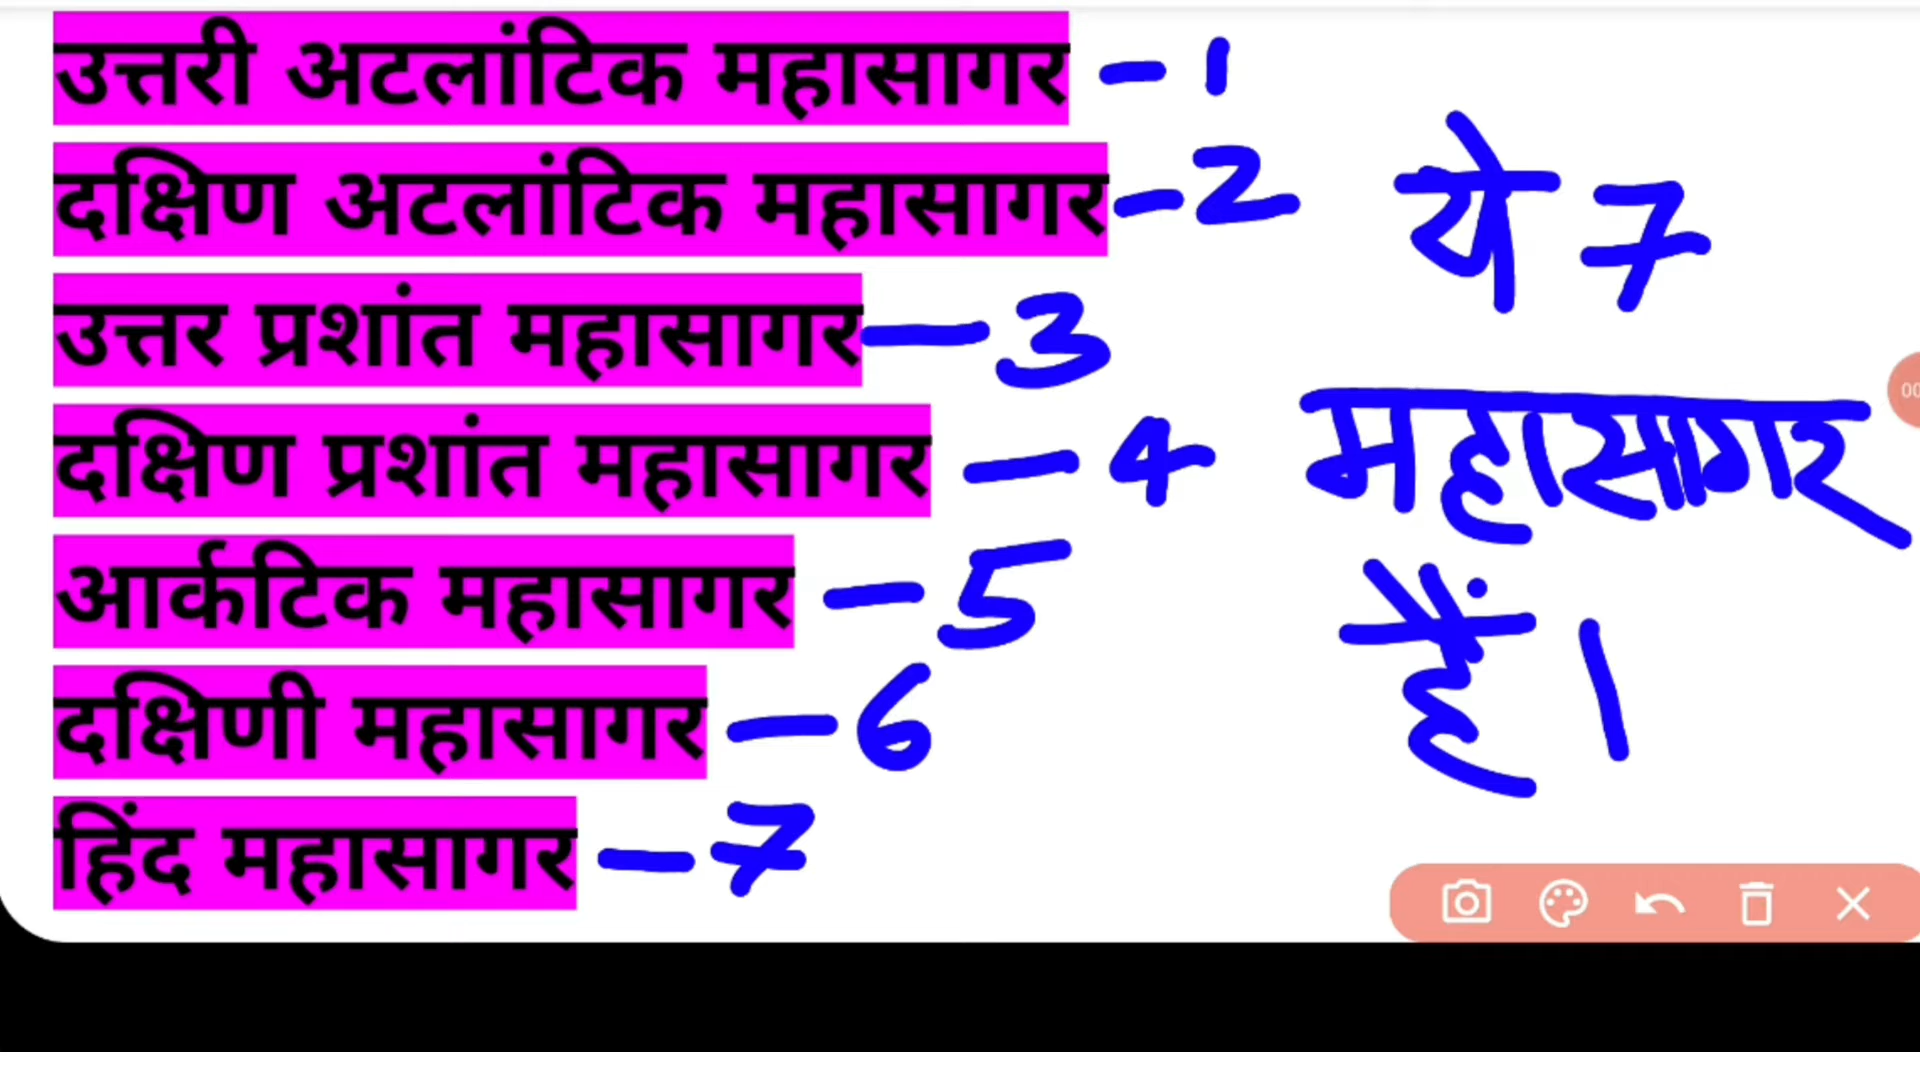 उत्तरी अटलांटिक महासागर - 1
दक्षिण अटलांटिक महासागर - 2
उत्तर प्रशांत महासागर - 3
दक्षिण प्रशांत महासागर - 4
आर्कटिक महासागर - 5
दक्षिणी महासागर - 6
हिंद महासागर - 7
ये 7
महासागर
हैं।
00